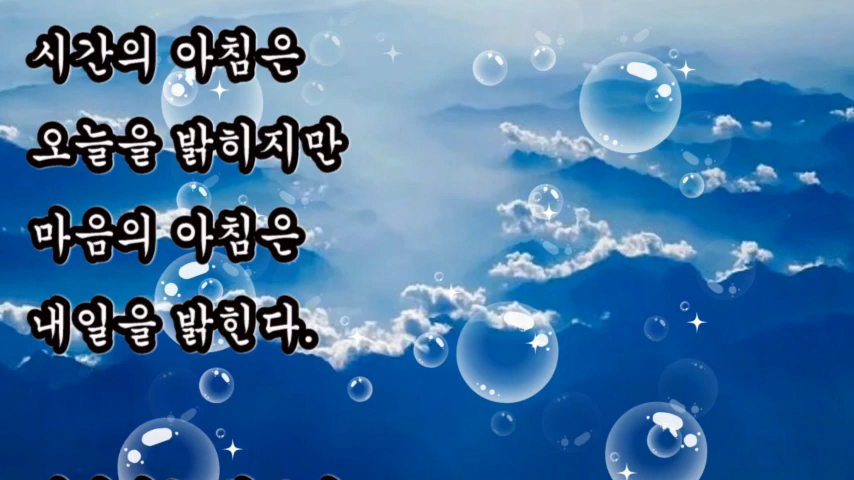 시간의 아침은
오늘을 밝히지만
마음의 아침은
내일을 밝힌다.